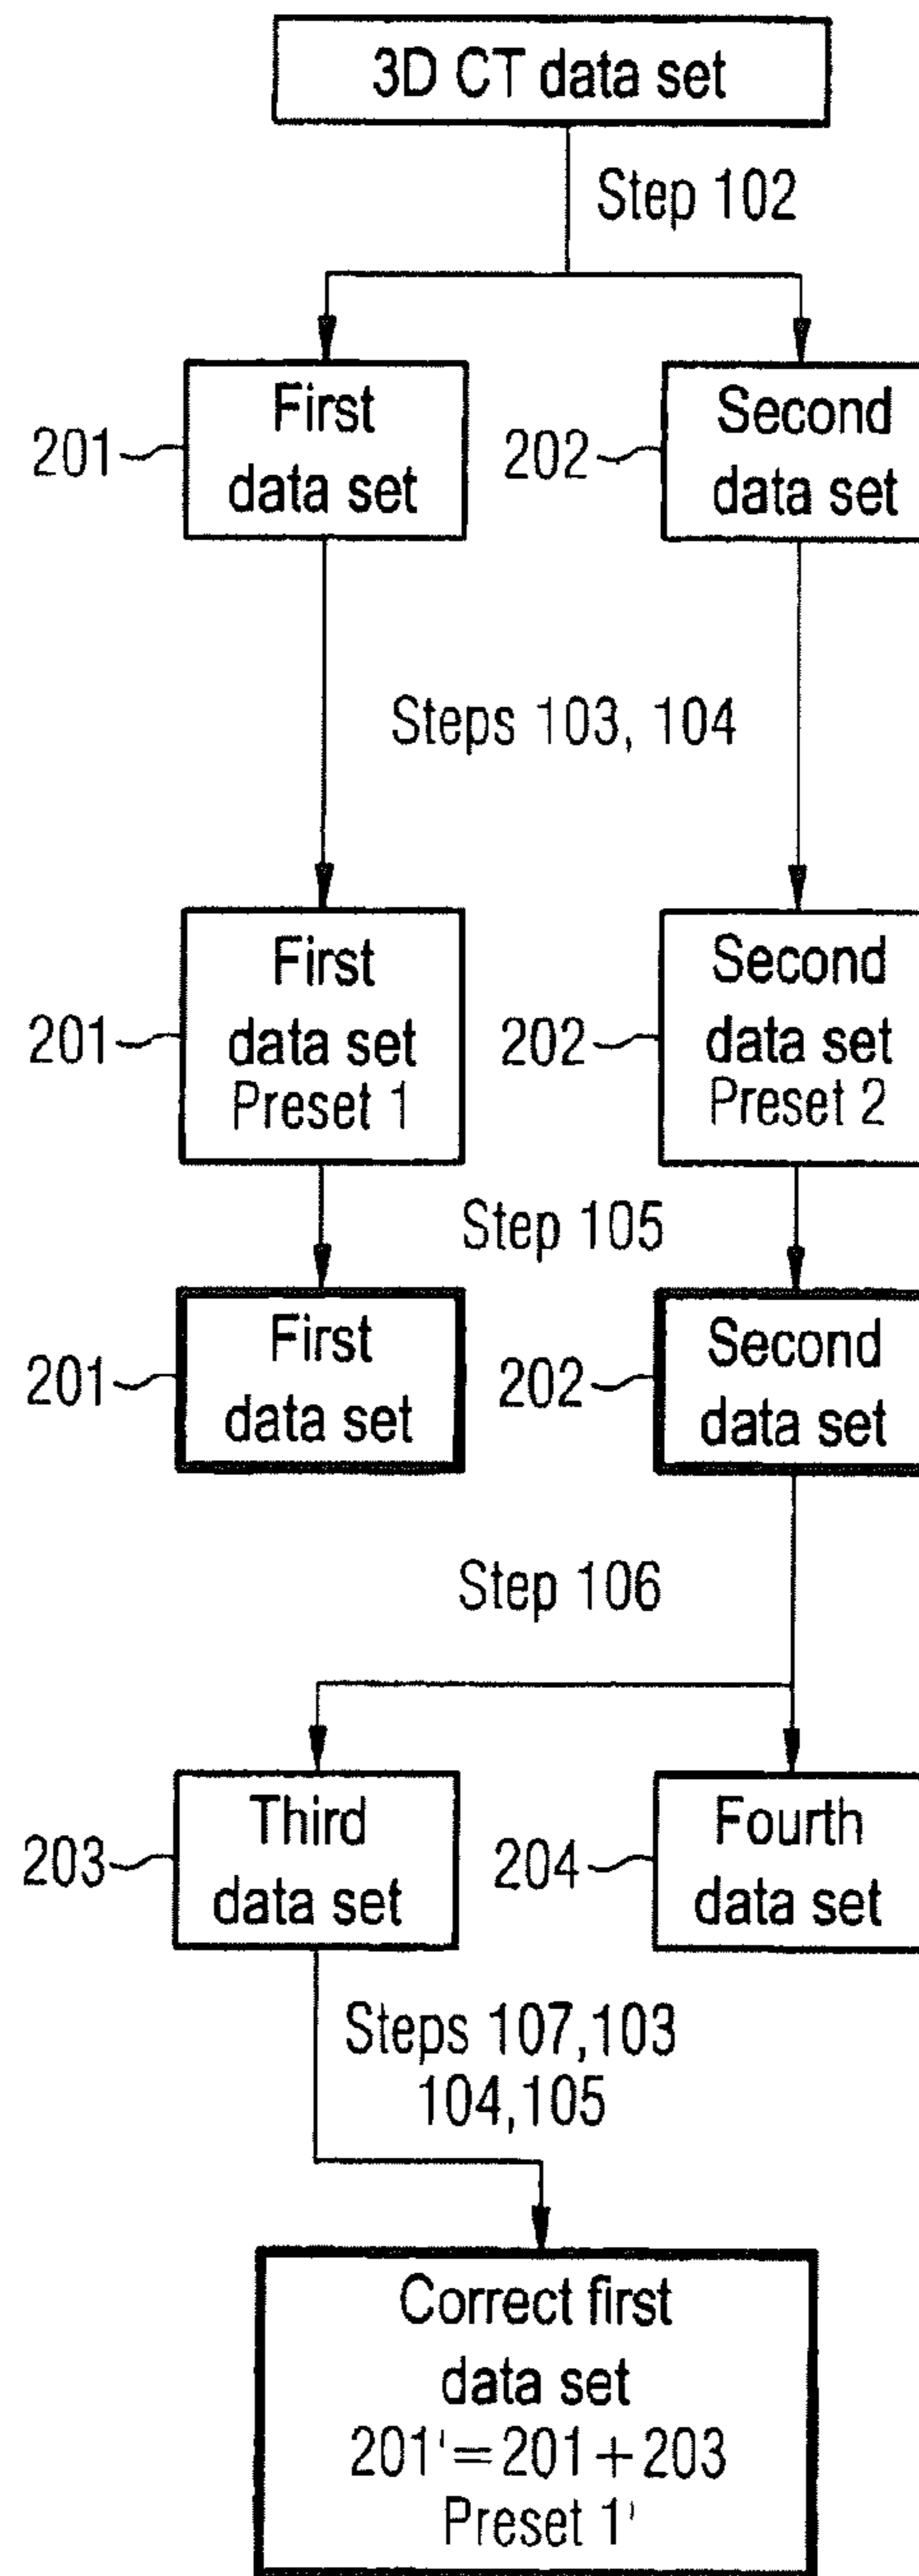 3D CT data set
Step 102
201
First
data set
202
Second
data set
Steps 103, 104
201
First
data set
Preset 1
202
Second
data set
Preset 2
Step 105
201
First
data set
202
Second
data set
Step 106
203
Third
data set
204
Fourth
data set
Steps 107,103
104,105
Correct first
data set
201'=201+203
Preset 1'